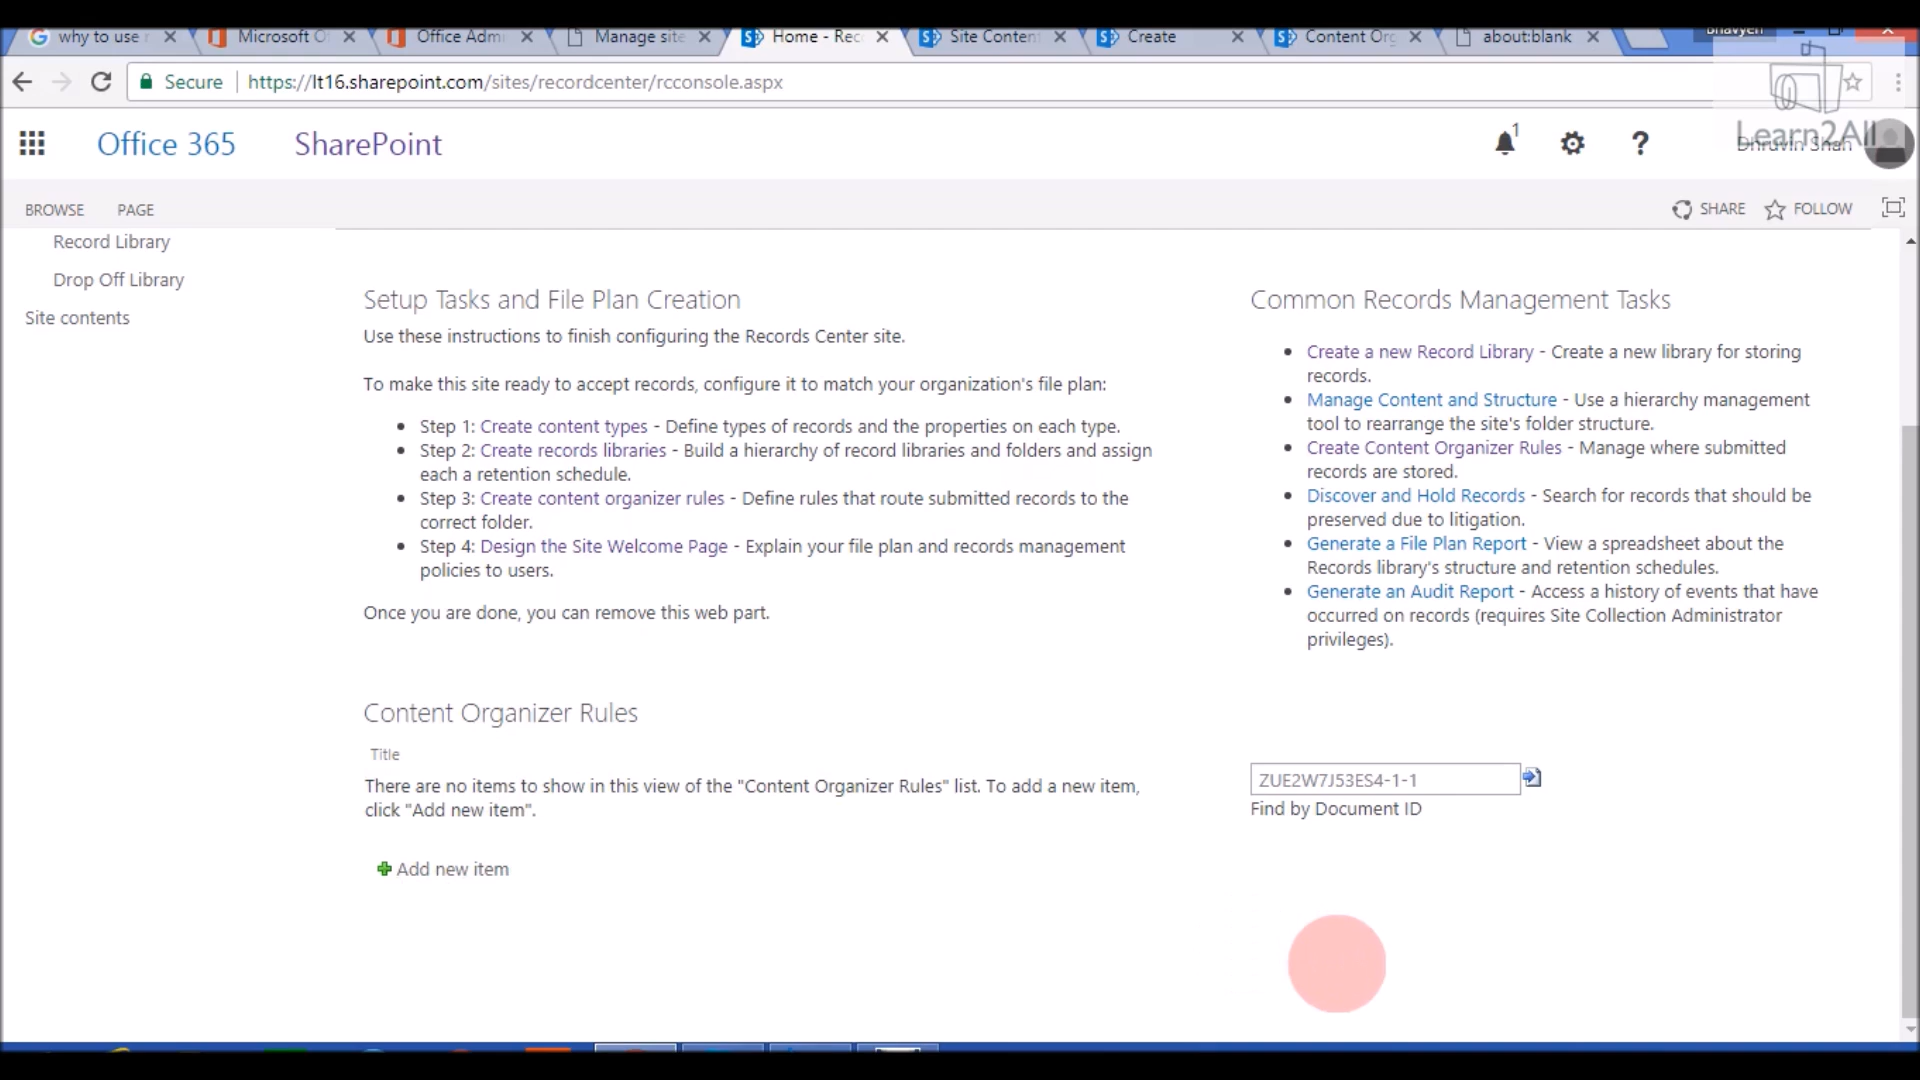 why to use
Microsoft O
Office Adm
Manage site
Home - Rec
Site Conten
Create
Content Org
about:blank
Bhavyen
Secure
https://lt16.sharepoint.com/sites/recordcenter/rcconsole.aspx
Office 365
SharePoint
1
?
Learn2All
Dhruvin Shah
BROWSE
PAGE
SHARE
FOLLOW
Record Library
Drop Off Library
Site contents
Setup Tasks and File Plan Creation
Use these instructions to finish configuring the Records Center site.
To make this site ready to accept records, configure it to match your organization's file plan:
Step 1: Create content types - Define types of records and the properties on each type.
Step 2: Create records libraries - Build a hierarchy of record libraries and folders and assign
each a retention schedule.
Step 3: Create content organizer rules - Define rules that route submitted records to the
correct folder.
Step 4: Design the Site Welcome Page - Explain your file plan and records management
policies to users.
Once you are done, you can remove this web part.
Common Records Management Tasks
Create a new Record Library - Create a new library for storing
records.
Manage Content and Structure - Use a hierarchy management
tool to rearrange the site's folder structure.
Create Content Organizer Rules - Manage where submitted
records are stored.
Discover and Hold Records - Search for records that should be
preserved due to litigation.
Generate a File Plan Report - View a spreadsheet about the
Records library's structure and retention schedules.
Generate an Audit Report - Access a history of events that have
occurred on records (requires Site Collection Administrator
privileges).
Content Organizer Rules
Title
There are no items to show in this view of the "Content Organizer Rules" list. To add a new item,
click "Add new item".
Add new item
ZUE2W7J53ES4-1-1
Find by Document ID